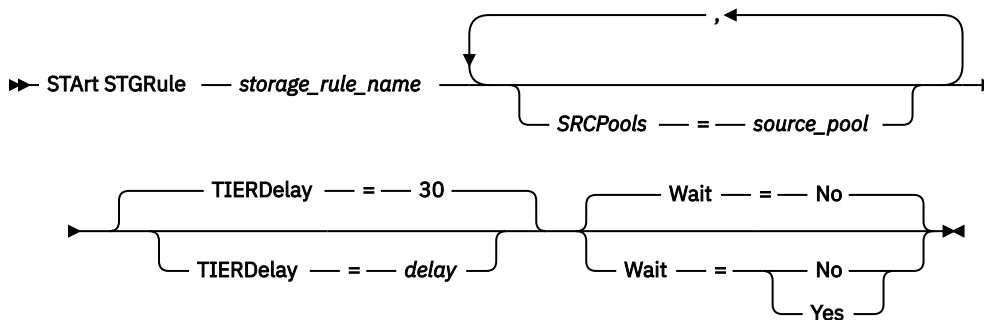 ,
STArt STGRule storage_rule_name
SRCPools = source_pool
TIERDelay = 30 Wait = No
TIERDelay = delay Wait = No
Yes